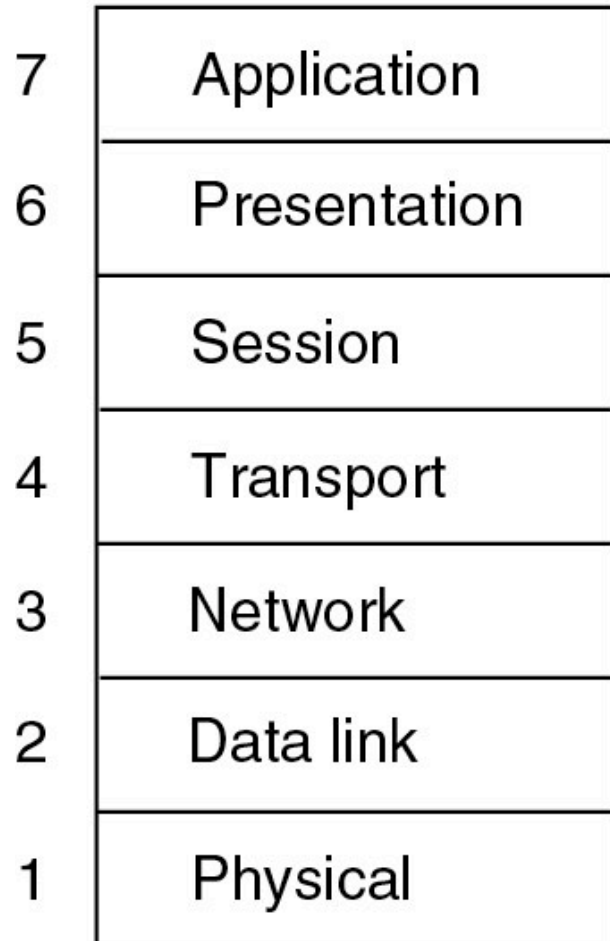 7 Application
6 Presentation
5 Session
4 Transport
3 Network
2 Data link
1 Physical